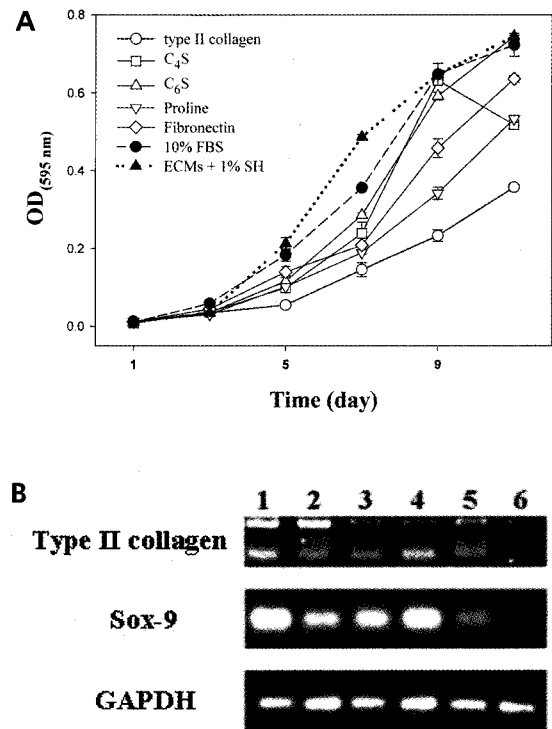 A
0.8
type II collagen
C4S
C6S
Proline
Fibronectin
10% FBS
ECMs + 1% SH
0.6
0.4
0.2
0.0
OD(595 nm)
1 5 9
Time (day)
B
1 2 3 4 5 6
Type II collagen
Sox-9
GAPDH